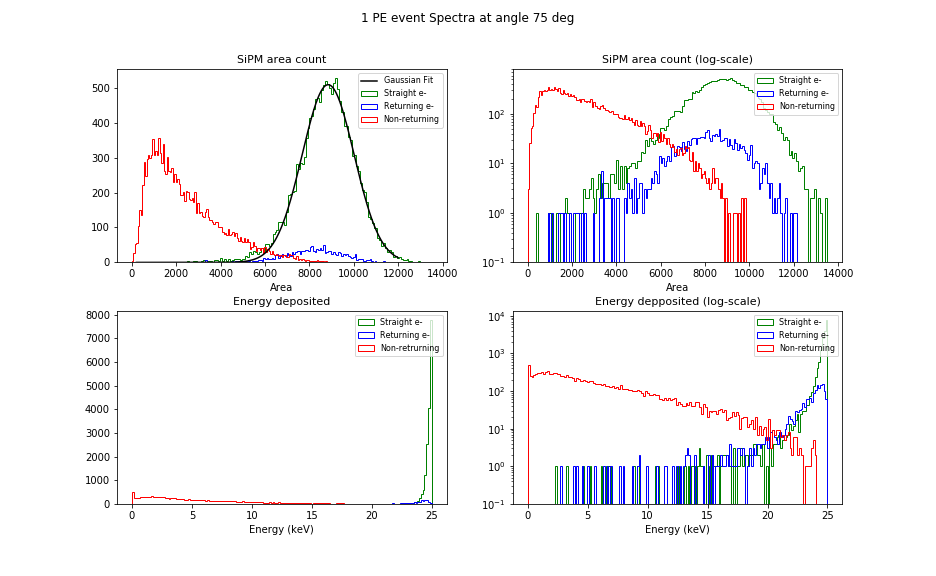 1 PE event Spectra at angle 75 deg
SiPM area count
500
400
300
200
100
0
0 2000 4000 6000 8000 10000 12000 14000
Area
Gaussian Fit
Straight e-
Returning e-
Non-returning
SiPM area count (log-scale)
10²
10¹
10⁰
10⁻¹
0 2000 4000 6000 8000 10000 12000 14000
Area
Straight e-
Returning e-
Non-returning
Energy deposited
8000
7000
6000
5000
4000
3000
2000
1000
0
0 5 10 15 20 25
Energy (keV)
Straight e-
Returning e-
Non-retrurning
Energy depposited (log-scale)
10⁴
10³
10²
10¹
10⁰
10⁻¹
0 5 10 15 20 25
Energy (keV)
Straight e-
Returning e-
Non-returning